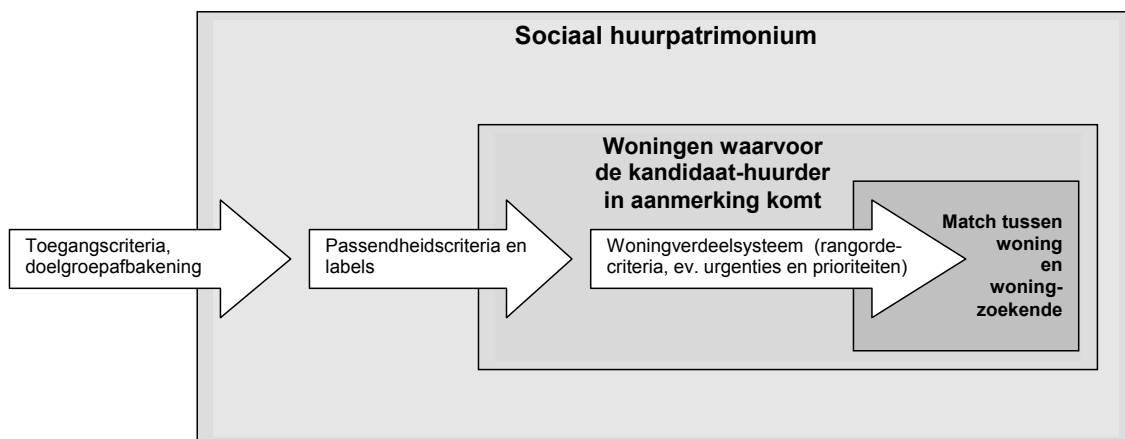 Sociaal huurpatrimonium
Woningen waarvoor
de kandidaat-huurder
in aanmerking komt
Toegangscriteria,
doelgroepafbakening
Passendheidscriteria en
labels
Woningverdeelsysteem (rangorde-
criteria, ev. urgenties en prioriteiten)
Match tussen
woning
en
woning-
zoekende